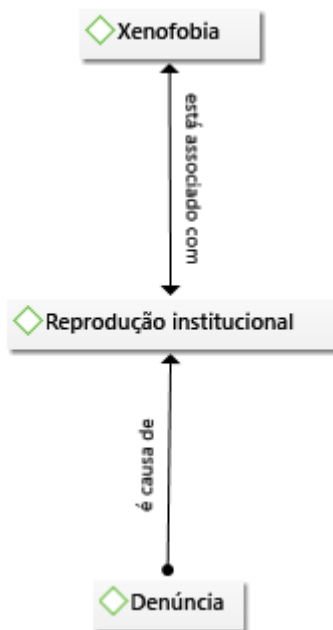 Xenofobia
está associado com
Reprodução institucional
é causa de
Denúncia